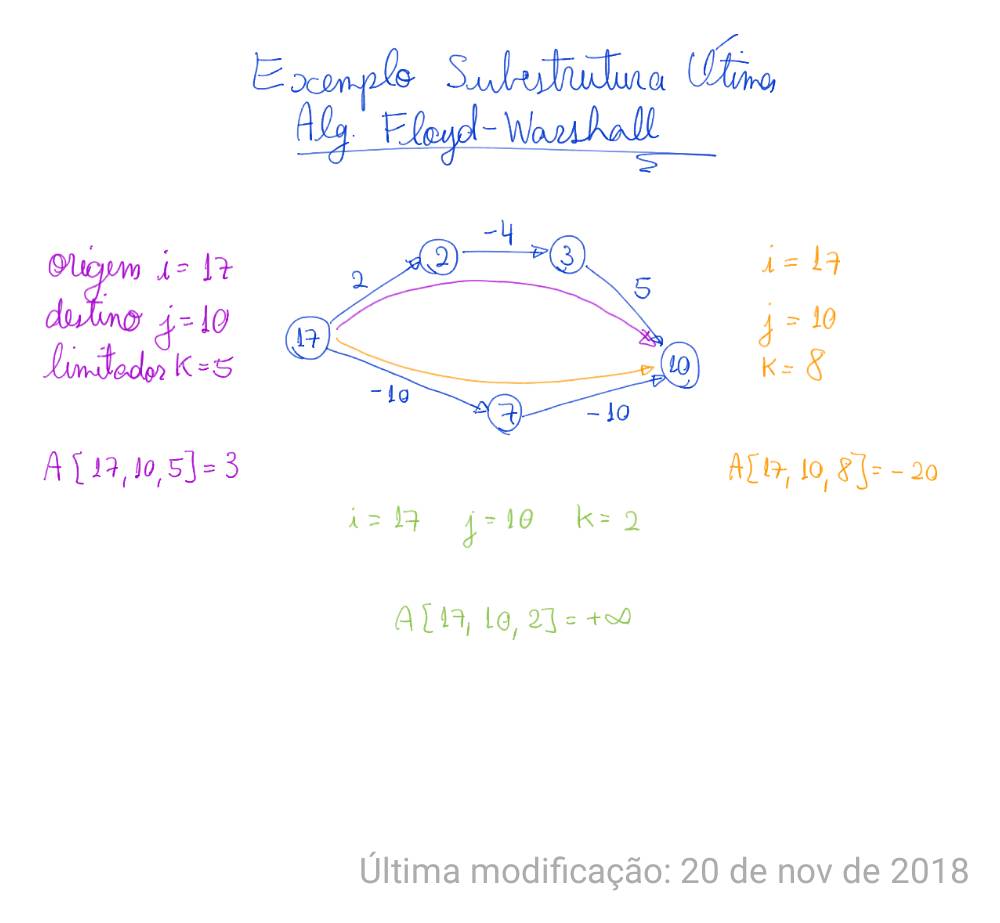 Exemplo Subestrutura Ótima
Alg. Floyd-Warshall
origem i = 17
destino j = 10
limitador k = 5
2
-4
5
2
3
17
10
7
-10
-10
i = 17
j = 10
k = 8
A[17, 10, 5] = 3
A[17, 10, 8] = - 20
i = 17 j = 10 k = 2
A[17, 10, 2] = +∞
Última modificação: 20 de nov de 2018